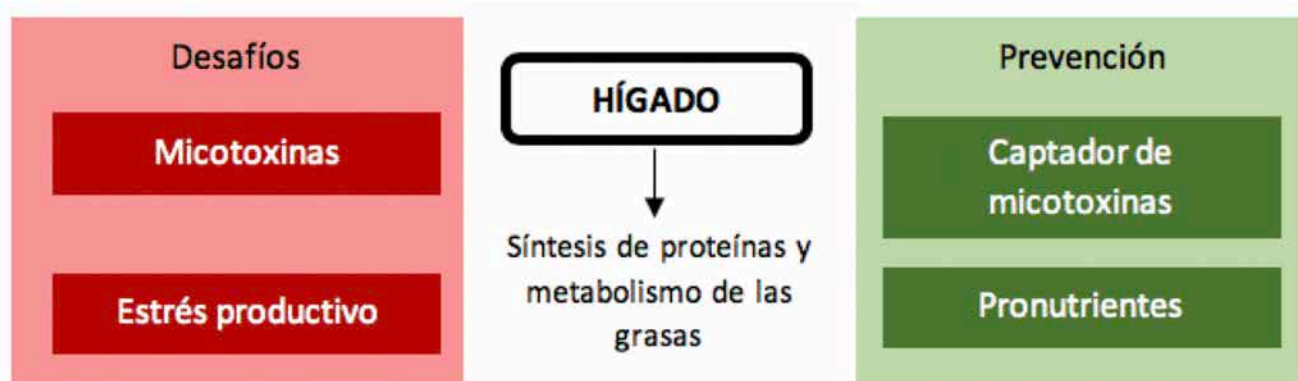 Desafíos
Micotoxinas
Estrés productivo
HÍGADO
Síntesis de proteínas y
metabolismo de las
grasas
Prevención
Captador de
micotoxinas
Pronutrientes